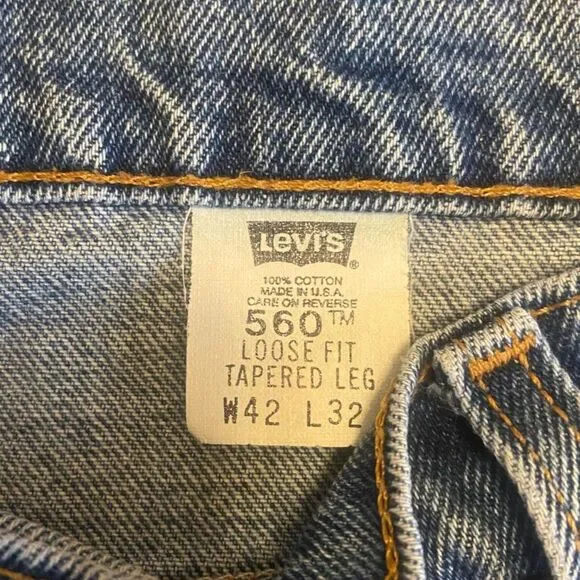 Levi's
®
100% COTTON
MADE IN U.S.A.
CARE ON REVERSE
560™
LOOSE FIT
TAPERED LEG
W42 L32